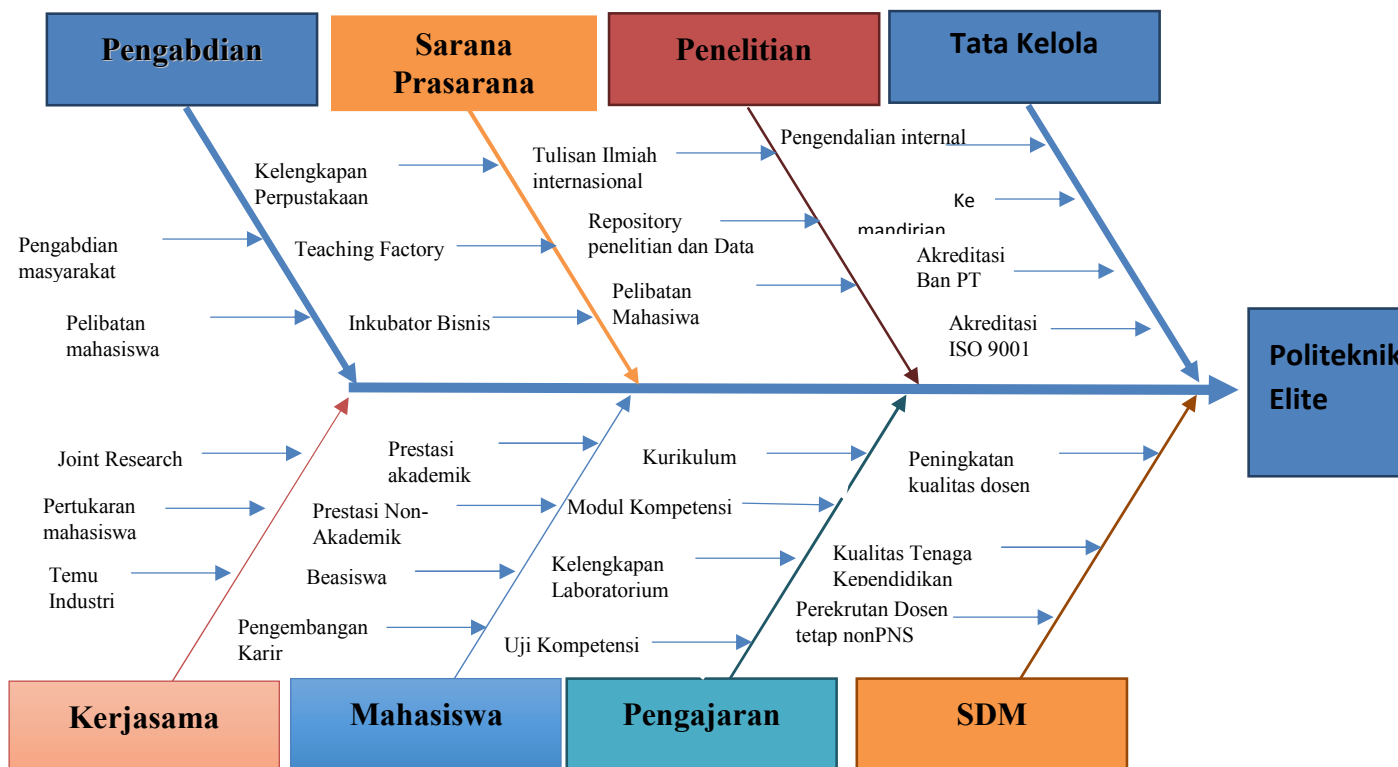 Pengabdian
Sarana
Prasarana
Penelitian
Tata Kelola
Pengabdian
masyarakat
Pelibatan
mahasiswa
Kelengkapan
Perpustakaan
Teaching Factory
Inkubator Bisnis
Tulisan Ilmiah
internasional
Repository
penelitian dan Data
Pelibatan
Mahasiwa
Pengendalian internal
Ke
mandirian
Akreditasi
Ban PT
Akreditasi
ISO 9001
Politeknik
Elite
Joint Research
Pertukaran
mahasiswa
Temu
Industri
Prestasi
akademik
Prestasi Non-
Akademik
Beasiswa
Pengembangan
Karir
Kurikulum
Modul Kompetensi
Kelengkapan
Laboratorium
Uji Kompetensi
Peningkatan
kualitas dosen
Kualitas Tenaga
Kependidikan
Perekrutan Dosen
tetap nonPNS
Kerjasama
Mahasiswa
Pengajaran
SDM